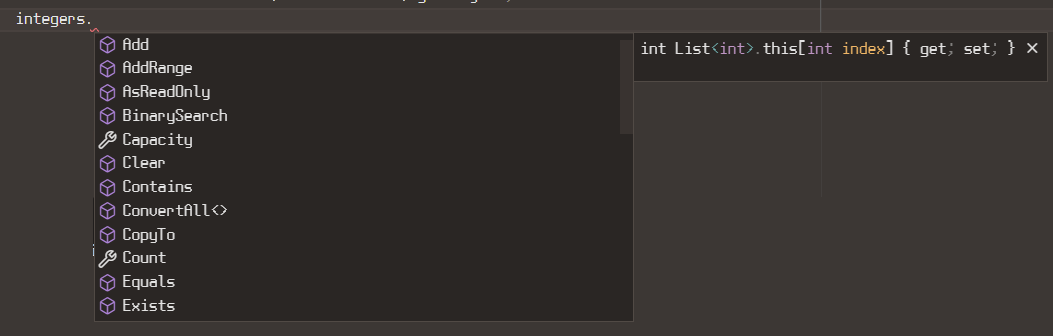 integers.
Add
AddRange
AsReadOnly
BinarySearch
Capacity
Clear
Contains
ConvertAll<>
CopyTo
Count
Equals
Exists
int List<int>.this[int index] { get; set; }